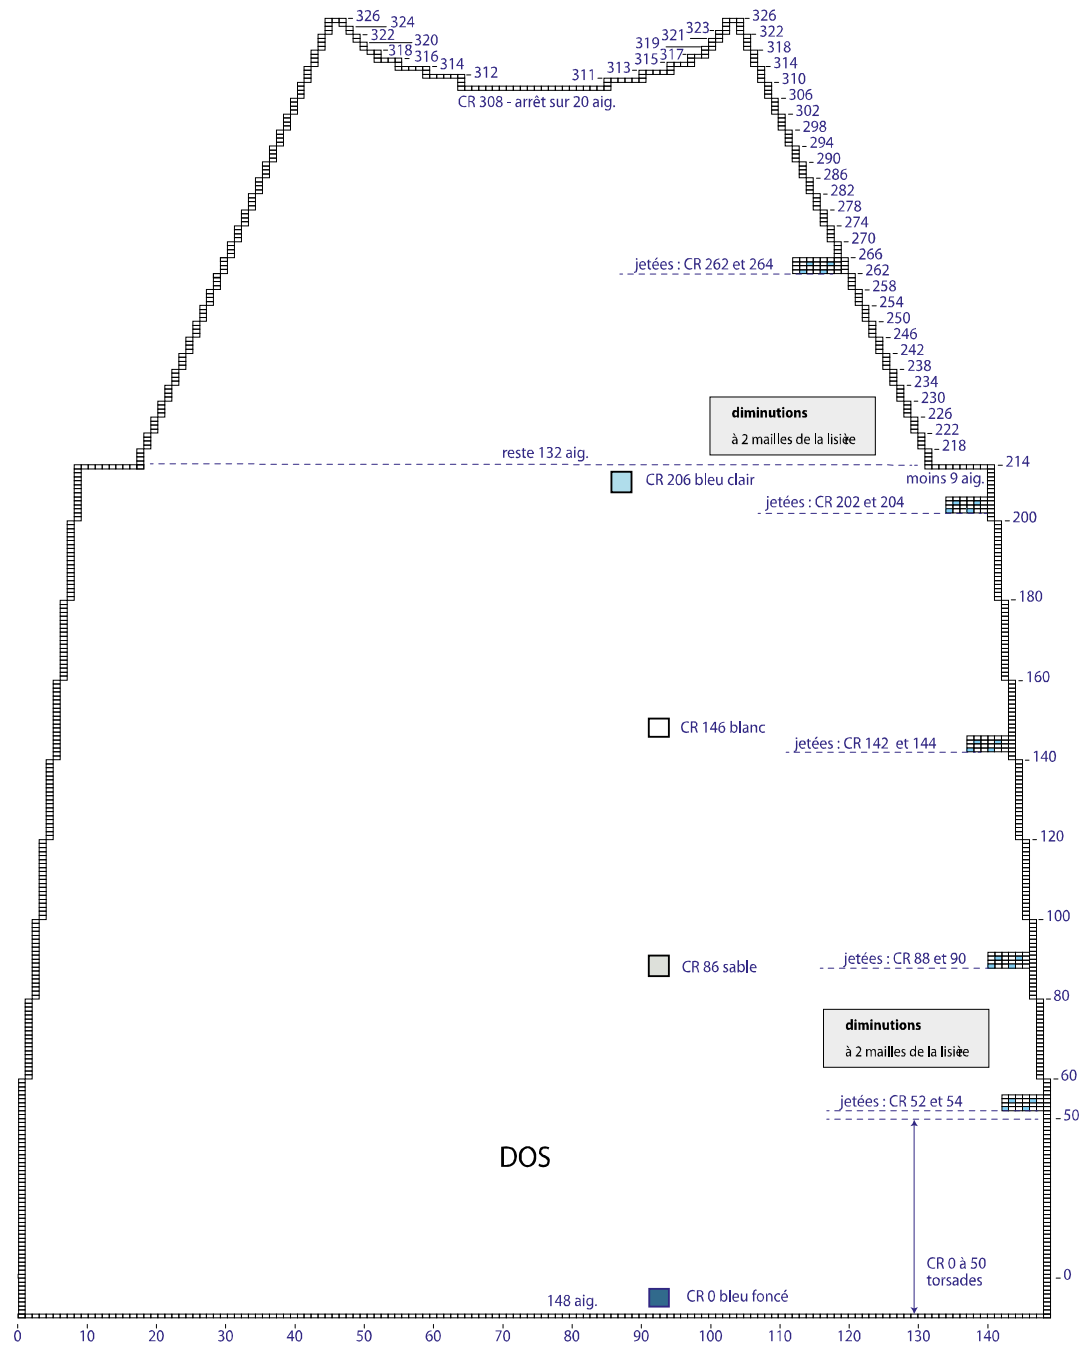 326
326
324
323
322
320
321
322
319
318
318
316
317
315
314
314
313
312
311
310
CR 308 - arrêt sur 20 aig.
306
302
298
294
290
286
282
278
274
270
266
jetées : CR 262 et 264
262
258
254
250
246
242
238
234
230
226
222
218
diminutions
à 2 mailles de la lisière
reste 132 aig.
214
moins 9 aig.
CR 206 bleu clair
jetées : CR 202 et 204
200
180
160
CR 146 blanc
jetées : CR 142 et 144
140
120
100
CR 86 sable
jetées : CR 88 et 90
80
diminutions
à 2 mailles de la lisière
60
jetées : CR 52 et 54
50
DOS
CR 0 à 50
torsades
0
148 aig.
CR 0 bleu foncé
0 10 20 30 40 50 60 70 80 90 100 110 120 130 140